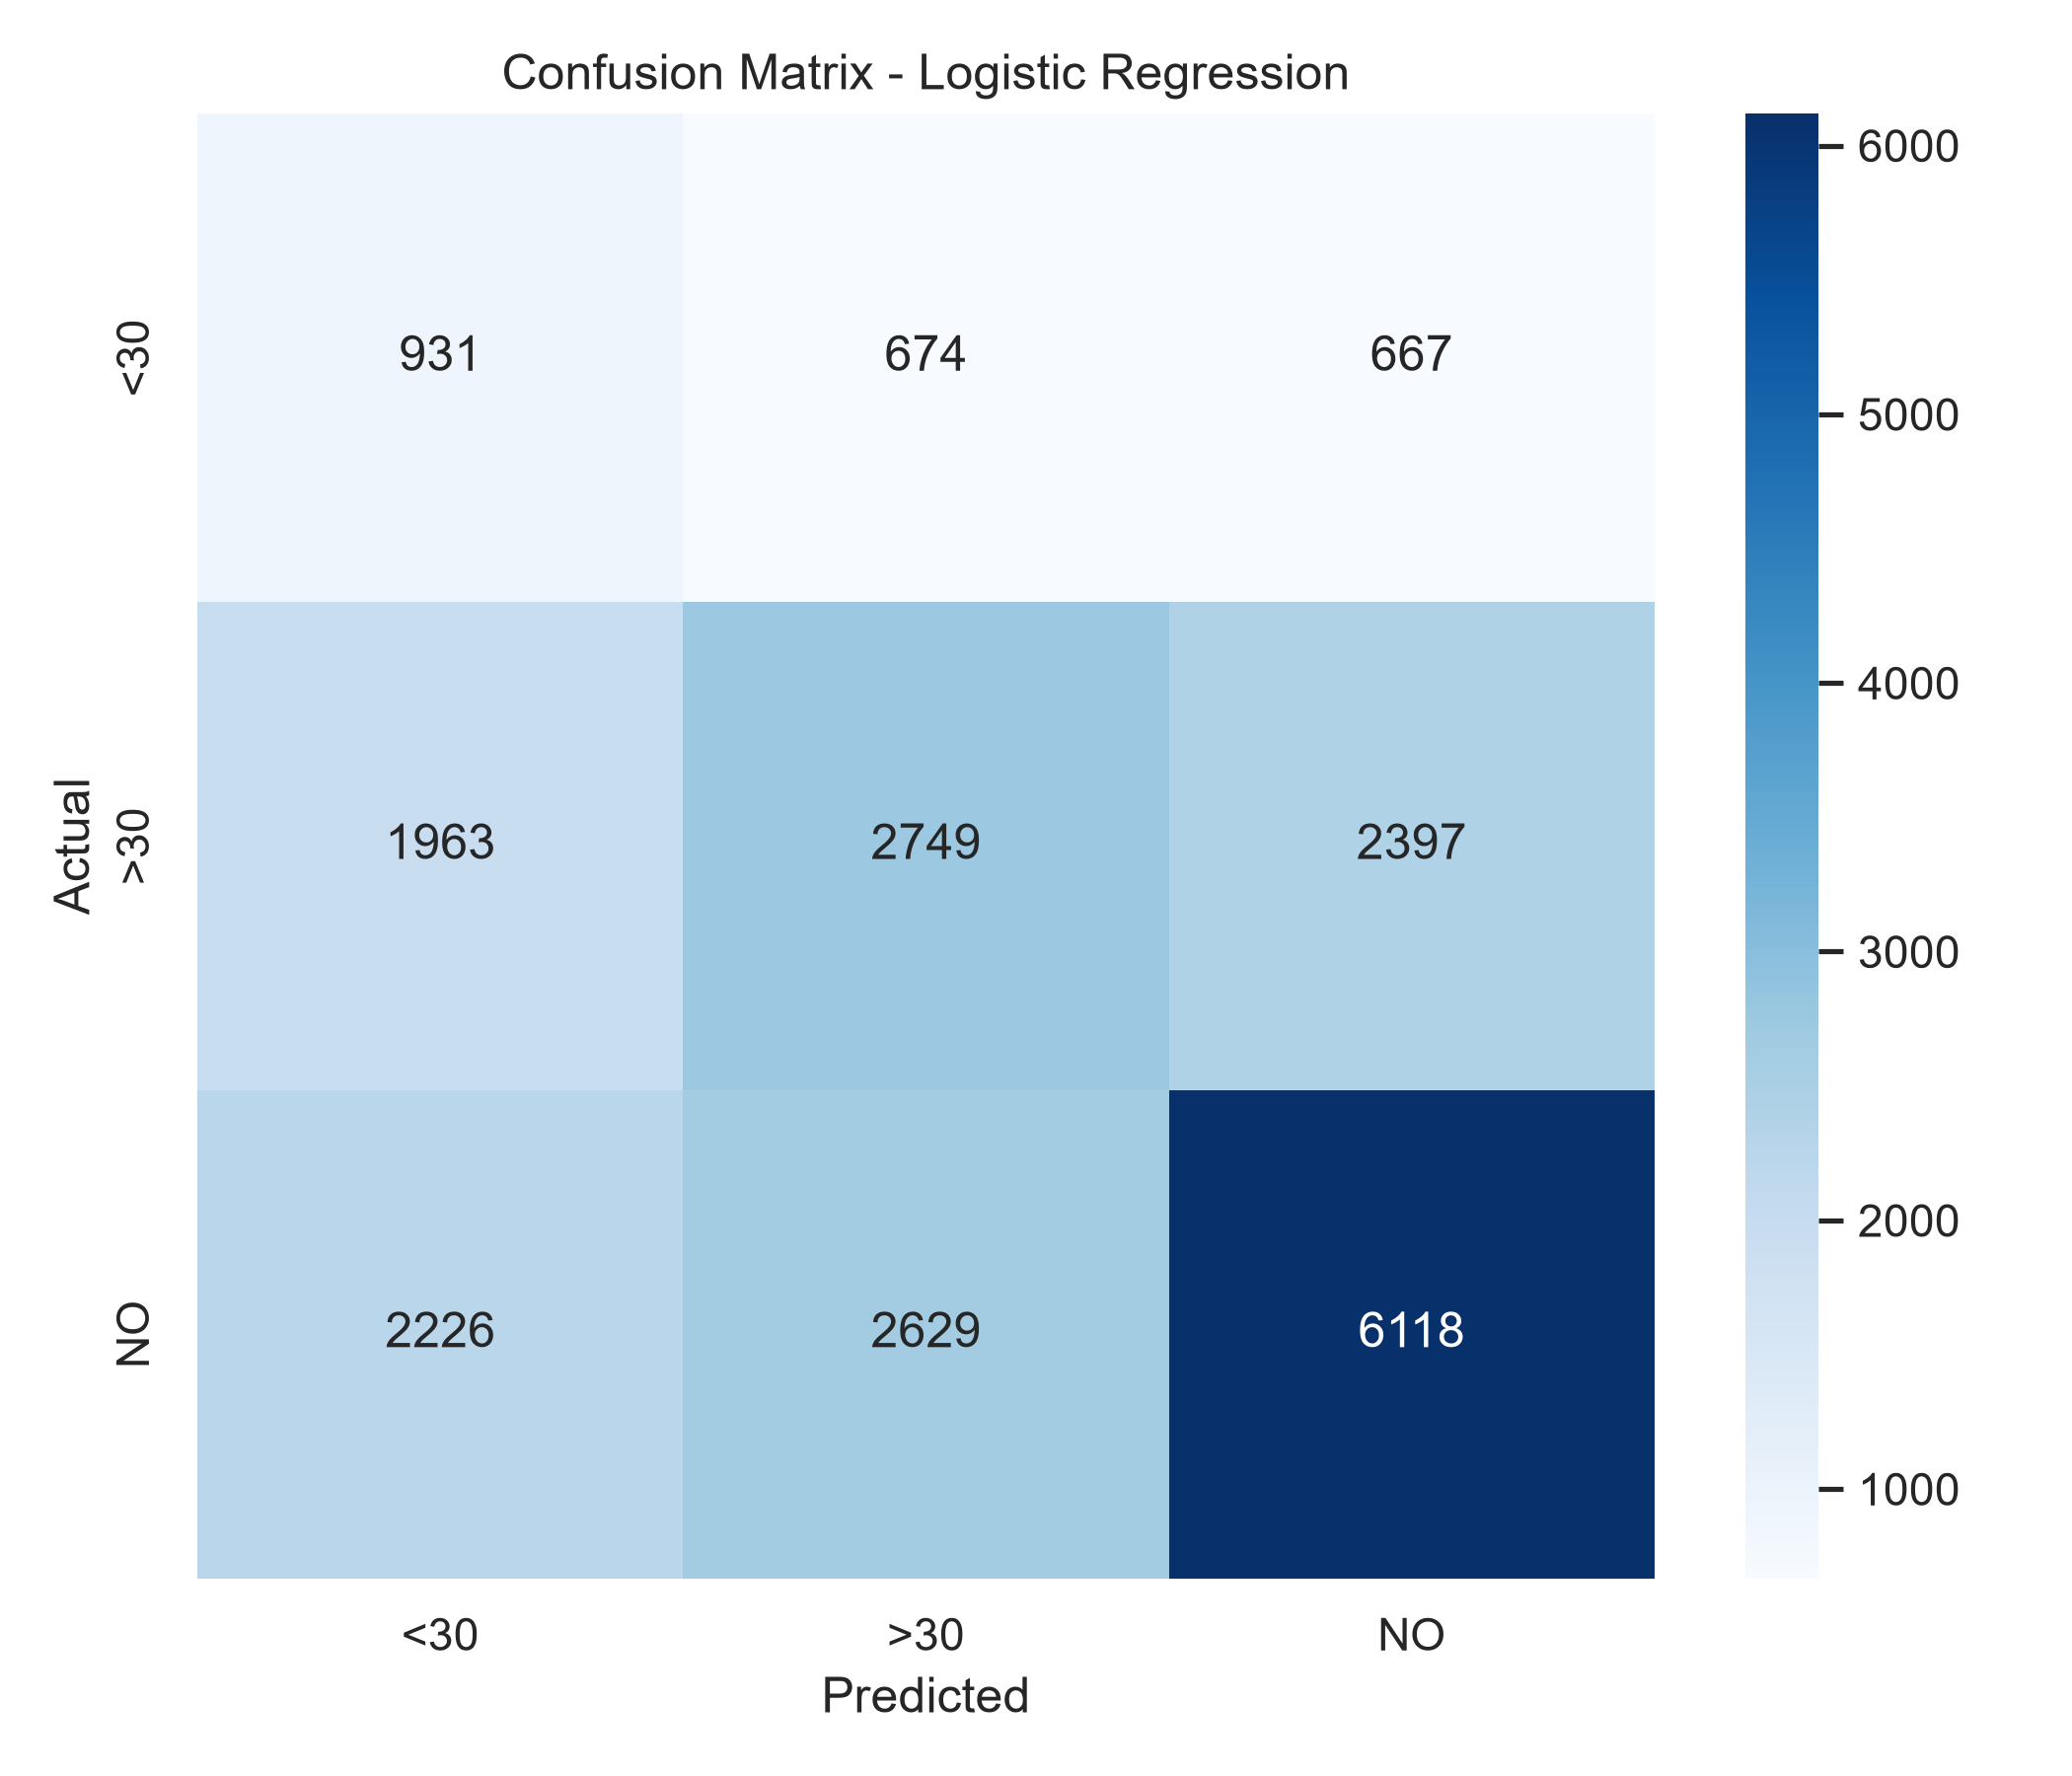 Confusion Matrix - Logistic Regression
Actual
<30
931 674 667
>30
1963 2749 2397
NO
2226 2629 6118
<30 >30 NO
Predicted
6000
5000
4000
3000
2000
1000